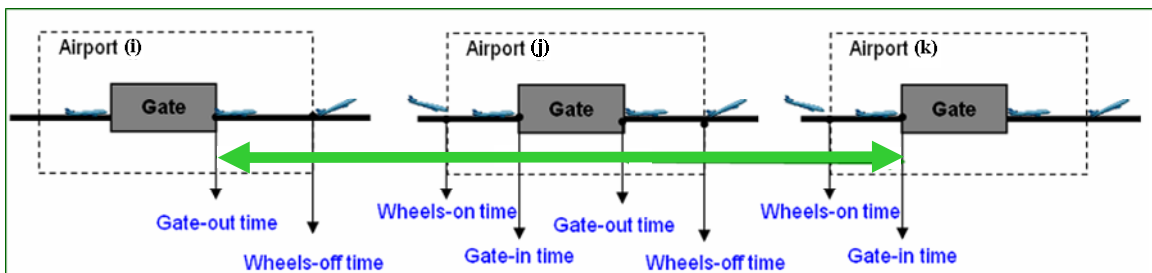 Airport (i)
Airport (j)
Airport (k)
Gate
Gate
Gate
Gate-out time
Wheels-off time
Wheels-on time
Gate-in time
Gate-out time
Wheels-off time
Wheels-on time
Gate-in time